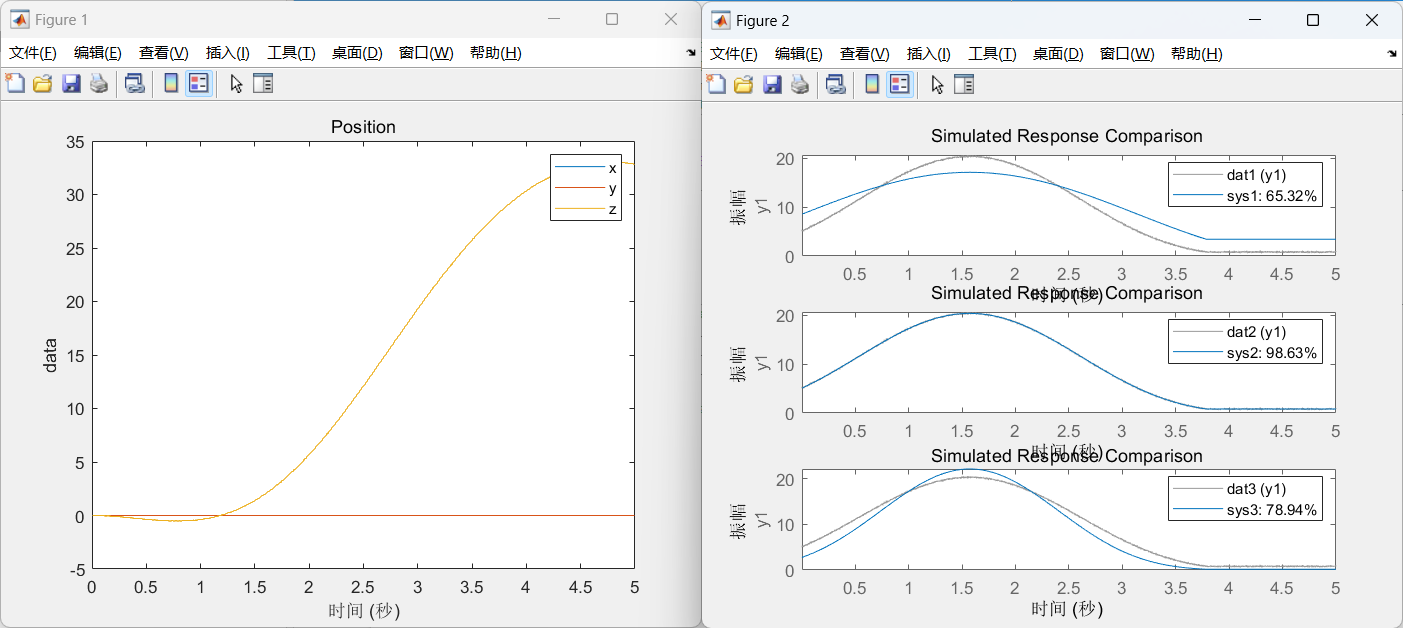 Figure 1
文件(F) 编辑(E) 查看(V) 插入(I) 工具(T) 桌面(D) 窗口(W) 帮助(H)
Position
data
35
30
25
20
15
10
5
0
-5
x
y
z
0 0.5 1 1.5 2 2.5 3 3.5 4 4.5 5
时间 (秒)
Figure 2
文件(F) 编辑(E) 查看(V) 插入(I) 工具(T) 桌面(D) 窗口(W) 帮助(H)
Simulated Response Comparison
振幅
y1
20
10
0
dat1 (y1)
sys1: 65.32%
0.5 1 1.5 2 2.5 3 3.5 4 4.5 5
时间 (秒)
Simulated Response Comparison
振幅
y1
20
10
0
dat2 (y1)
sys2: 98.63%
0.5 1 1.5 2 2.5 3 3.5 4 4.5 5
时间 (秒)
Simulated Response Comparison
振幅
y1
20
10
0
dat3 (y1)
sys3: 78.94%
0.5 1 1.5 2 2.5 3 3.5 4 4.5 5
时间 (秒)